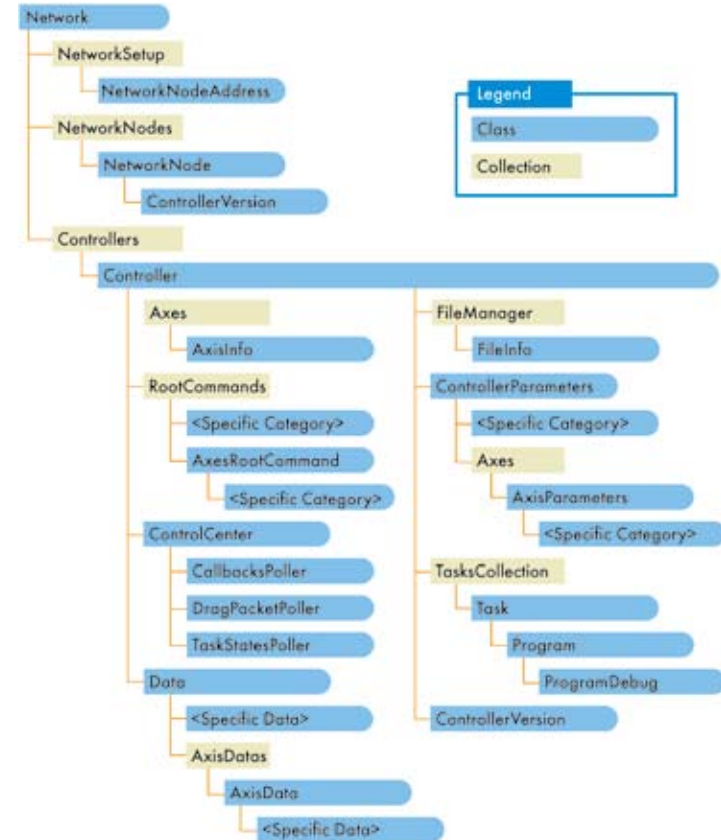 Network
NetworkSetup
NetworkNodeAddress
NetworkNodes
NetworkNode
ControllerVersion
Controllers
Controller
Legend
Class
Collection
Axes
AxisInfo
RootCommands
<Specific Category>
AxesRootCommand
<Specific Category>
ControlCenter
CallbacksPoller
DragPacketPoller
TaskStatesPoller
Data
<Specific Data>
AxisDatas
AxisData
<Specific Data>
FileManager
FileInfo
ControllerParameters
<Specific Category>
Axes
AxisParameters
<Specific Category>
TasksCollection
Task
Program
ProgramDebug
ControllerVersion